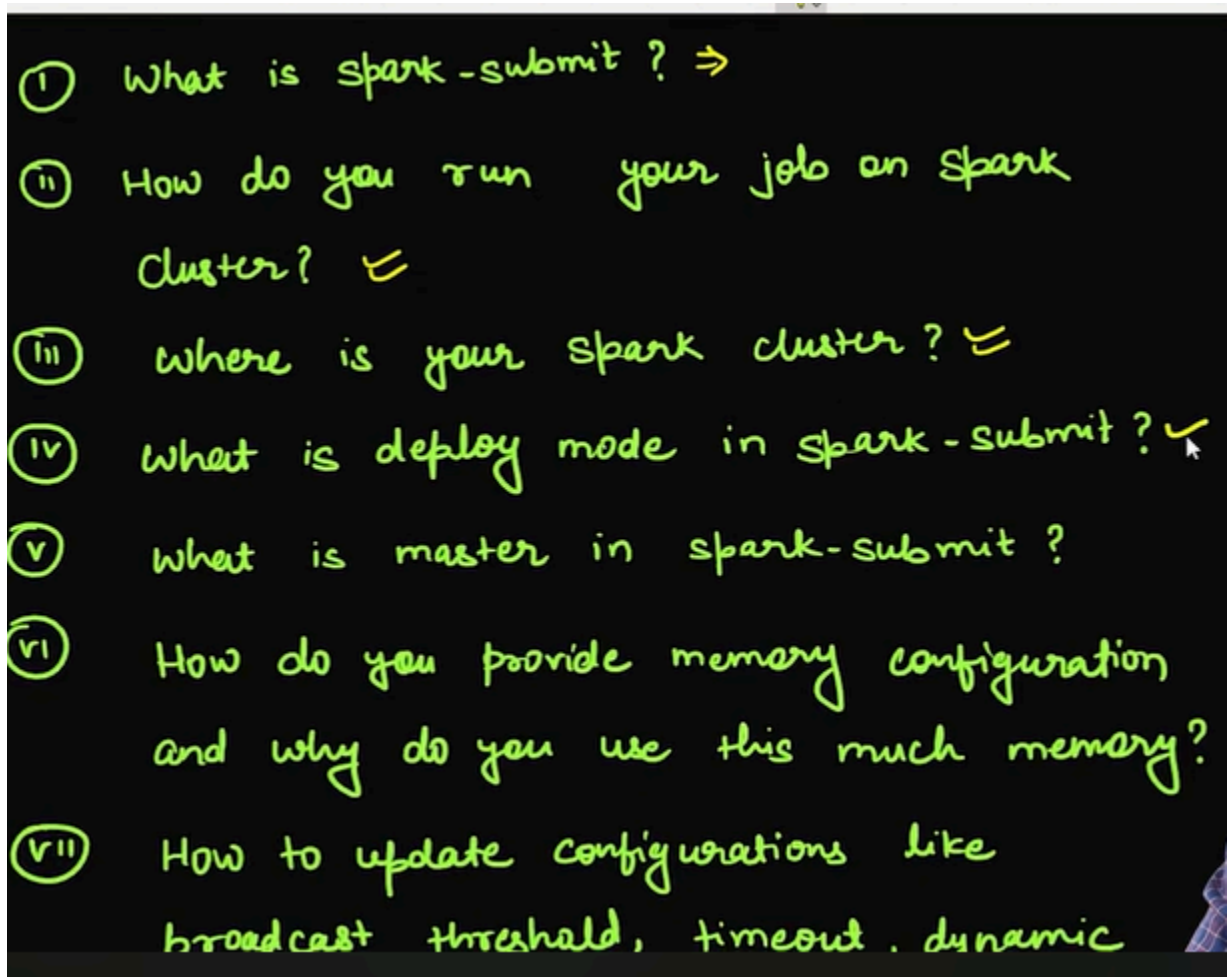 i What is spark-submit ? ⇒
ii How do you run your job on Spark
cluster?
iii where is your spark cluster ?
iv what is deploy mode in spark-submit ?
v what is master in spark-submit ?
vi How do you provide memory configuration
and why do you use this much memory?
vii How to update configurations like
broadcast threshold, timeout, dynamic